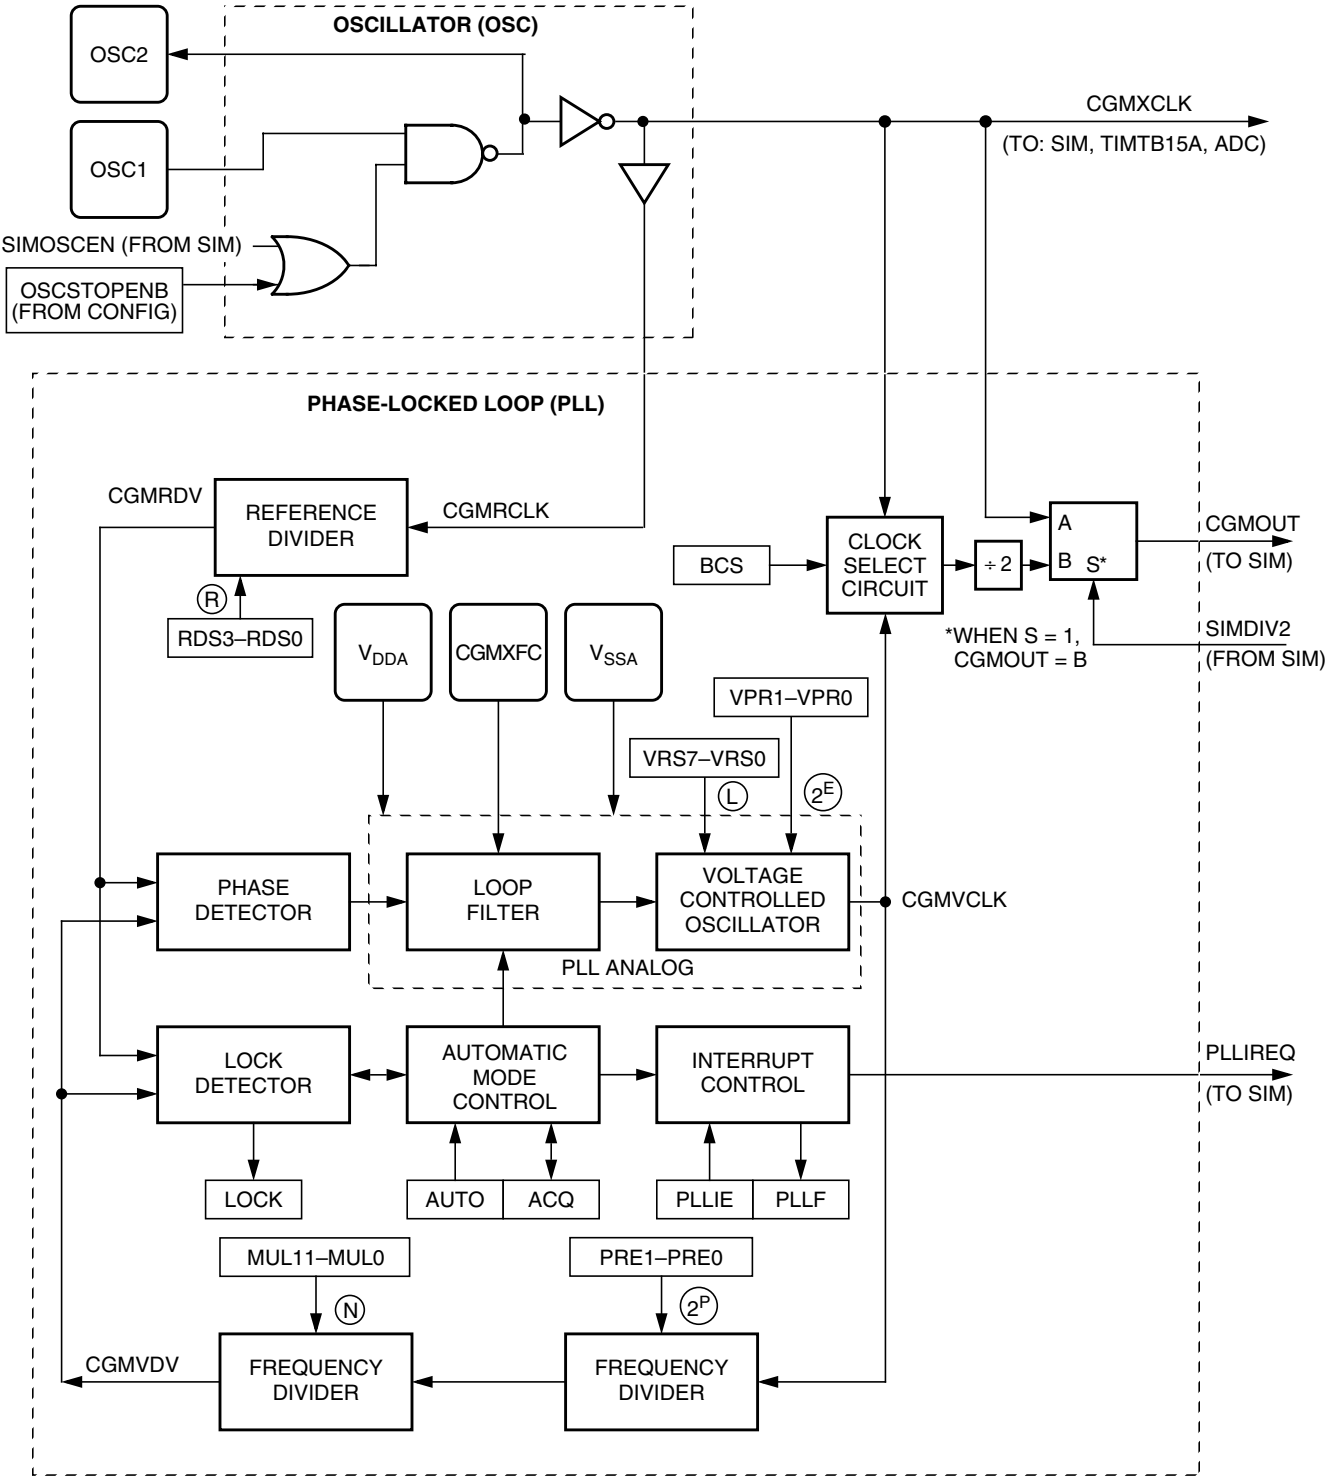 OSCILLATOR (OSC)
OSC2
CGMXCLK
(TO: SIM, TIMTB15A, ADC)
OSC1
SIMOSCEN (FROM SIM)
OSCSTOPENB
(FROM CONFIG)
PHASE-LOCKED LOOP (PLL)
CGMRDV
REFERENCE
DIVIDER
CGMRCLK
R
RDS3–RDS0
BCS
CLOCK
SELECT
CIRCUIT
÷ 2
A
B S*
CGMOUT
(TO SIM)
*WHEN S = 1,
CGMOUT = B
SIMDIV2
(FROM SIM)
VDDA
CGMXFC
VSSA
VPR1–VPR0
VRS7–VRS0
L
2E
PHASE
DETECTOR
LOOP
FILTER
VOLTAGE
CONTROLLED
OSCILLATOR
CGMVCLK
PLL ANALOG
LOCK
DETECTOR
AUTOMATIC
MODE
CONTROL
INTERRUPT
CONTROL
PLLIREQ
(TO SIM)
LOCK
AUTO
ACQ
PLLIE
PLLF
MUL11–MUL0
PRE1–PRE0
N
2P
CGMVDV
FREQUENCY
DIVIDER
FREQUENCY
DIVIDER